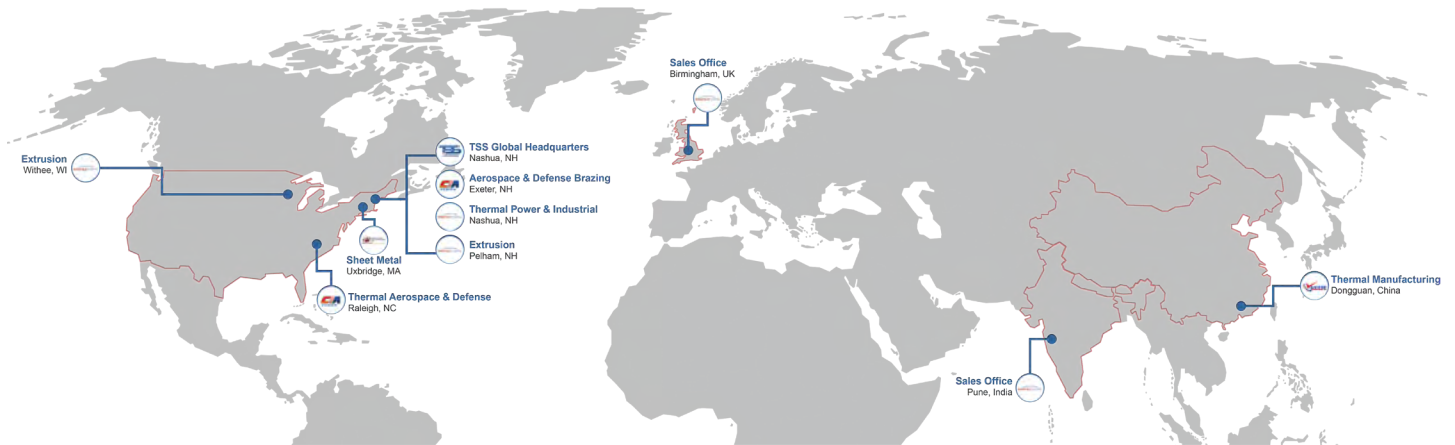 Sales Office
Birmingham, UK
Extrusion
Withee, WI
TSS Global Headquarters
Nashua, NH
Aerospace & Defense Brazing
Exeter, NH
Thermal Power & Industrial
Nashua, NH
Extrusion
Pelham, NH
Sheet Metal
Uxbridge, MA
Thermal Aerospace & Defense
Raleigh, NC
Thermal Manufacturing
Dongguan, China
Sales Office
Pune, India